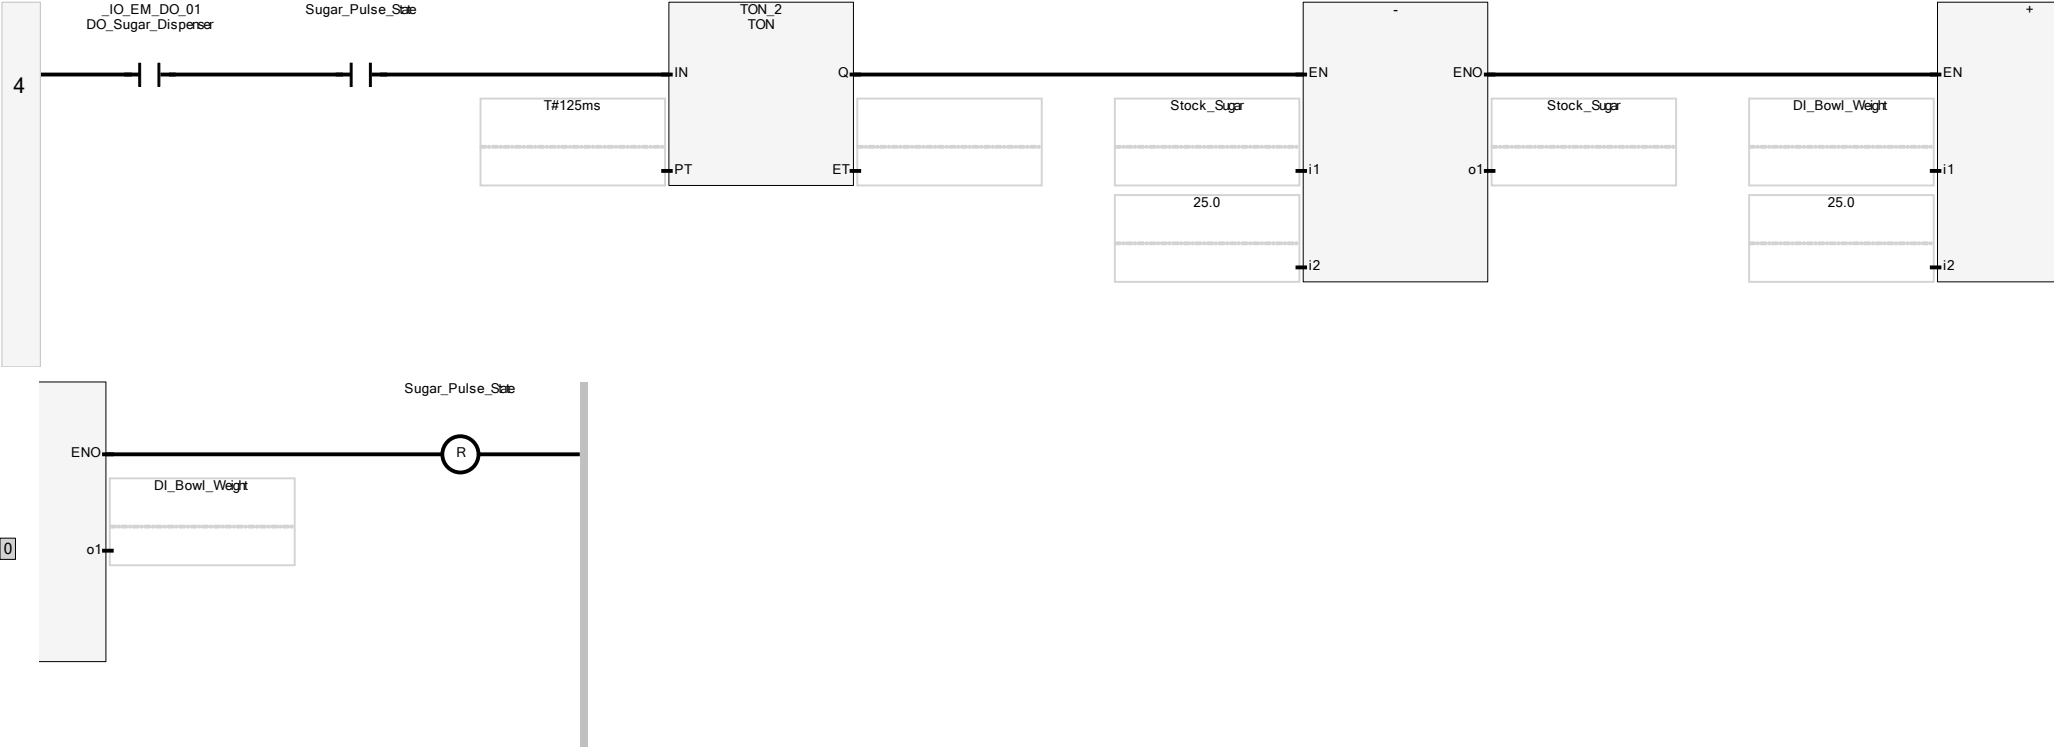 _IO_EM_DO_01
DO_Sugar_Dispenser
Sugar_Pulse_State
TON_2
TON
-
+
4
IN
Q
EN
ENO
EN
T#125ms
Stock_Sugar
Stock_Sugar
DI_Bowl_Weight
PT
ET
i1
o1
i1
25.0
25.0
i2
i2
Sugar_Pulse_State
ENO
R
DI_Bowl_Weight
0
o1